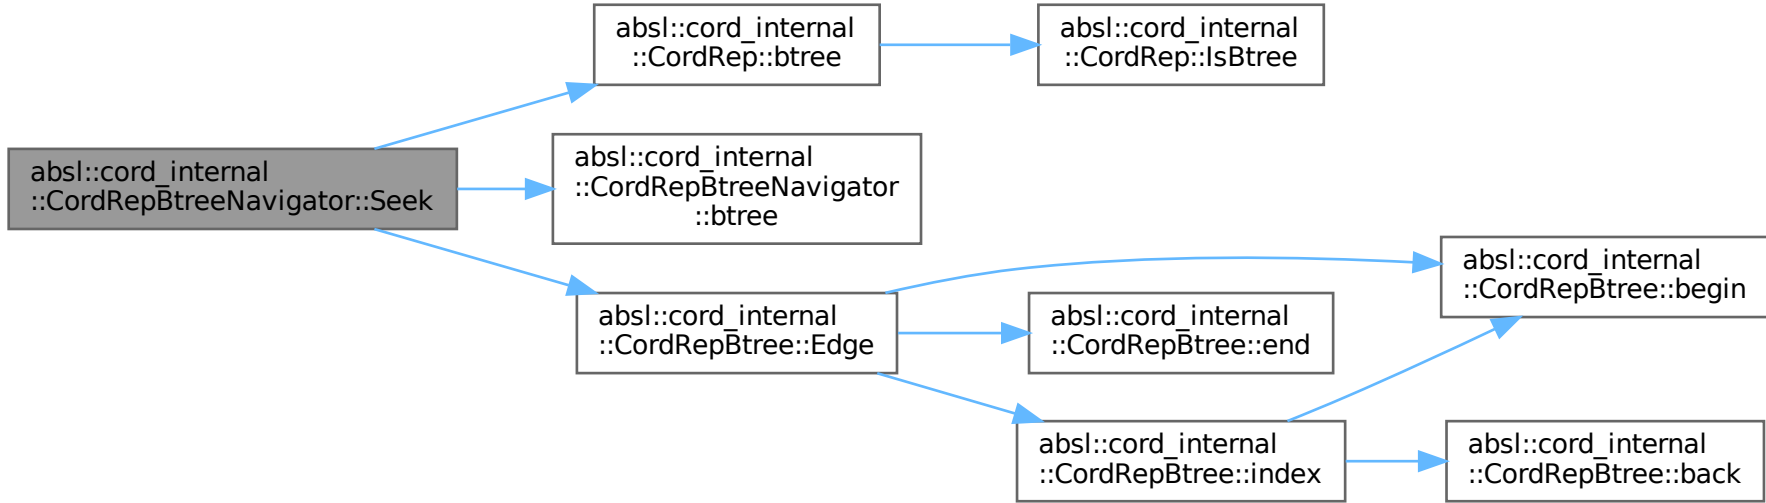 absl::cord_internal
::CordRep::btree
absl::cord_internal
::CordRep::IsBtree
absl::cord_internal
::CordRepBtreeNavigator::Seek
absl::cord_internal
::CordRepBtreeNavigator
::btree
absl::cord_internal
::CordRepBtree::Edge
absl::cord_internal
::CordRepBtree::end
absl::cord_internal
::CordRepBtree::begin
absl::cord_internal
::CordRepBtree::index
absl::cord_internal
::CordRepBtree::back